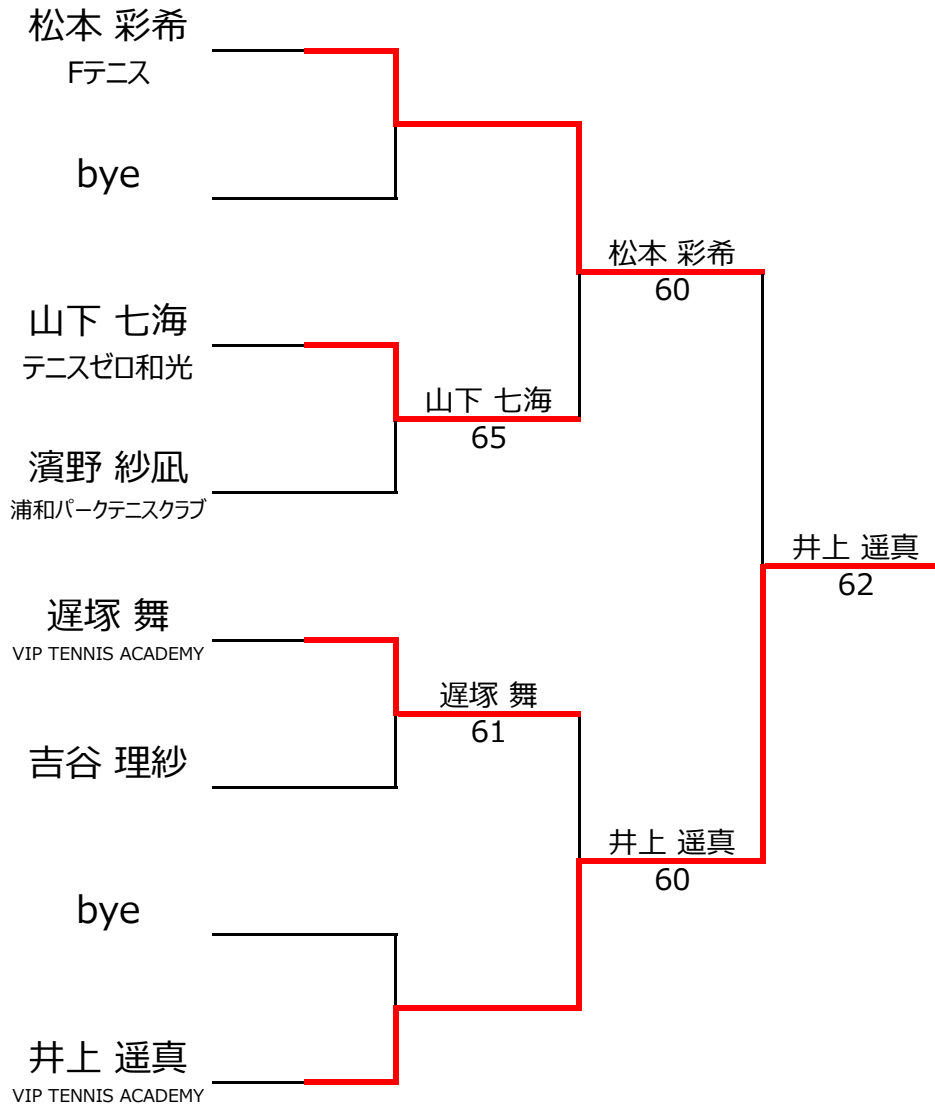 松本 彩希
Fテニス
bye
松本 彩希
60
山下 七海
テニスゼロ和光
山下 七海
65
濱野 紗凪
浦和パークテニスクラブ
井上 遥真
62
遅塚 舞
VIP TENNIS ACADEMY
遅塚 舞
61
吉谷 理紗
井上 遥真
60
bye
井上 遥真
VIP TENNIS ACADEMY